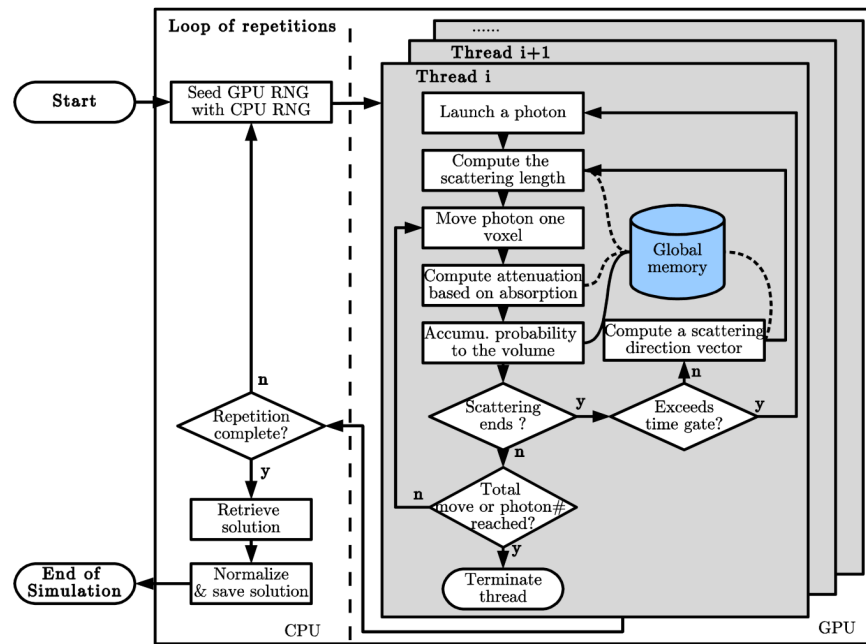 Loop of repetitions
......
Thread i+1
Thread i
Start
Seed GPU RNG
with CPU RNG
Launch a photon
Compute the
scattering length
Move photon one
voxel
Global
memory
Compute attenuation
based on absorption
Accumu. probability
to the volume
Compute a scattering
direction vector
n
n
Repetition
complete?
Scattering
ends ?
y
Exceeds
time gate?
y
y
n
n
Total
move or photon#
reached?
Retrieve
solution
y
End of
Simulation
Normalize
& save solution
Terminate
thread
CPU
GPU